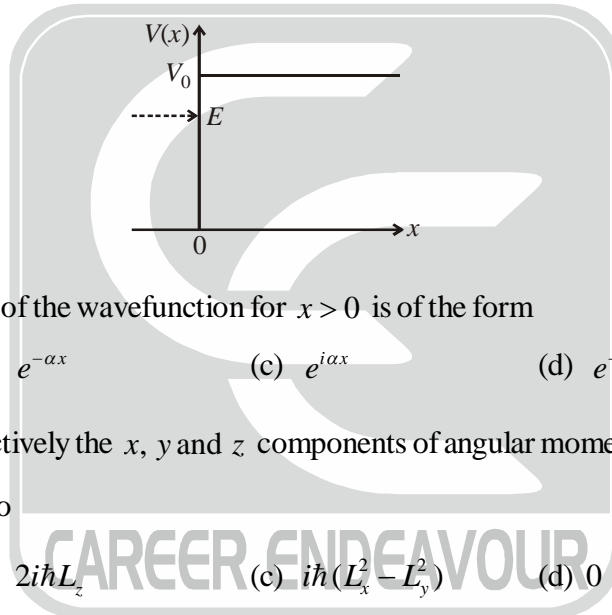 V(x)
V₀
E
x
0
of the wavefunction for x > 0 is of the form
e^{-αx} (c) e^{iαx} (d) e^{-
ctively the x, y and z components of angular mome
o
2iħL_z (c) iħ(L_x^2 − L_y^2) (d) 0
CAREER ENDEAVOUR